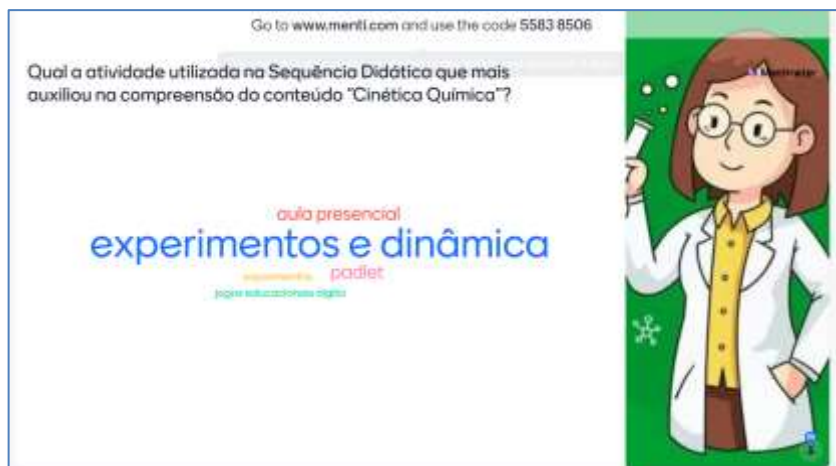 Go to www.menti.com and use the code 5583 8506
Mentimeter
Qual a atividade utilizada na Sequência Didática que mais
auxiliou na compreensão do conteúdo "Cinética Química"?
aula presencial
experimentos e dinâmica
experimentos padlet
jogos educacionais digita